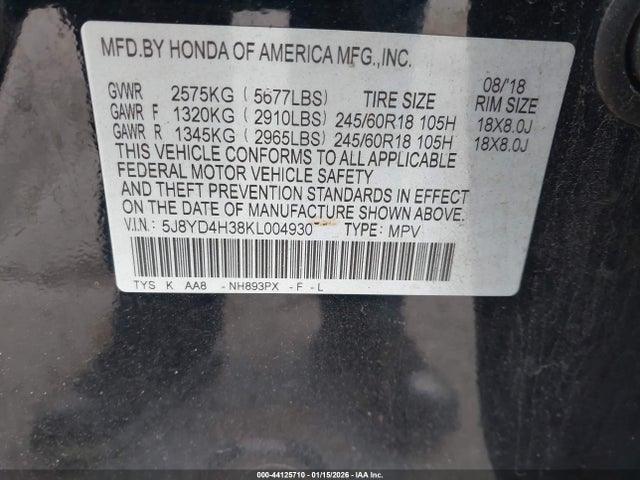 MFD.BY HONDA OF AMERICA MFG.,INC.
08/'18
GVWR 2575KG ( 5677LBS) TIRE SIZE RIM SIZE
GAWR F 1320KG ( 2910LBS) 245/60R18 105H 18X8.0J
GAWR R 1345KG ( 2965LBS) 245/60R18 105H 18X8.0J
THIS VEHICLE CONFORMS TO ALL APPLICABLE
FEDERAL MOTOR VEHICLE SAFETY
AND THEFT PREVENTION STANDARDS IN EFFECT
ON THE DATE OF MANUFACTURE SHOWN ABOVE.
V.I.N.: 5J8YD4H38KL004930 TYPE: MPV
TYS K AA8 -NH893PX -F -L
000-44125710 - 01/15/2026 - IAA Inc.